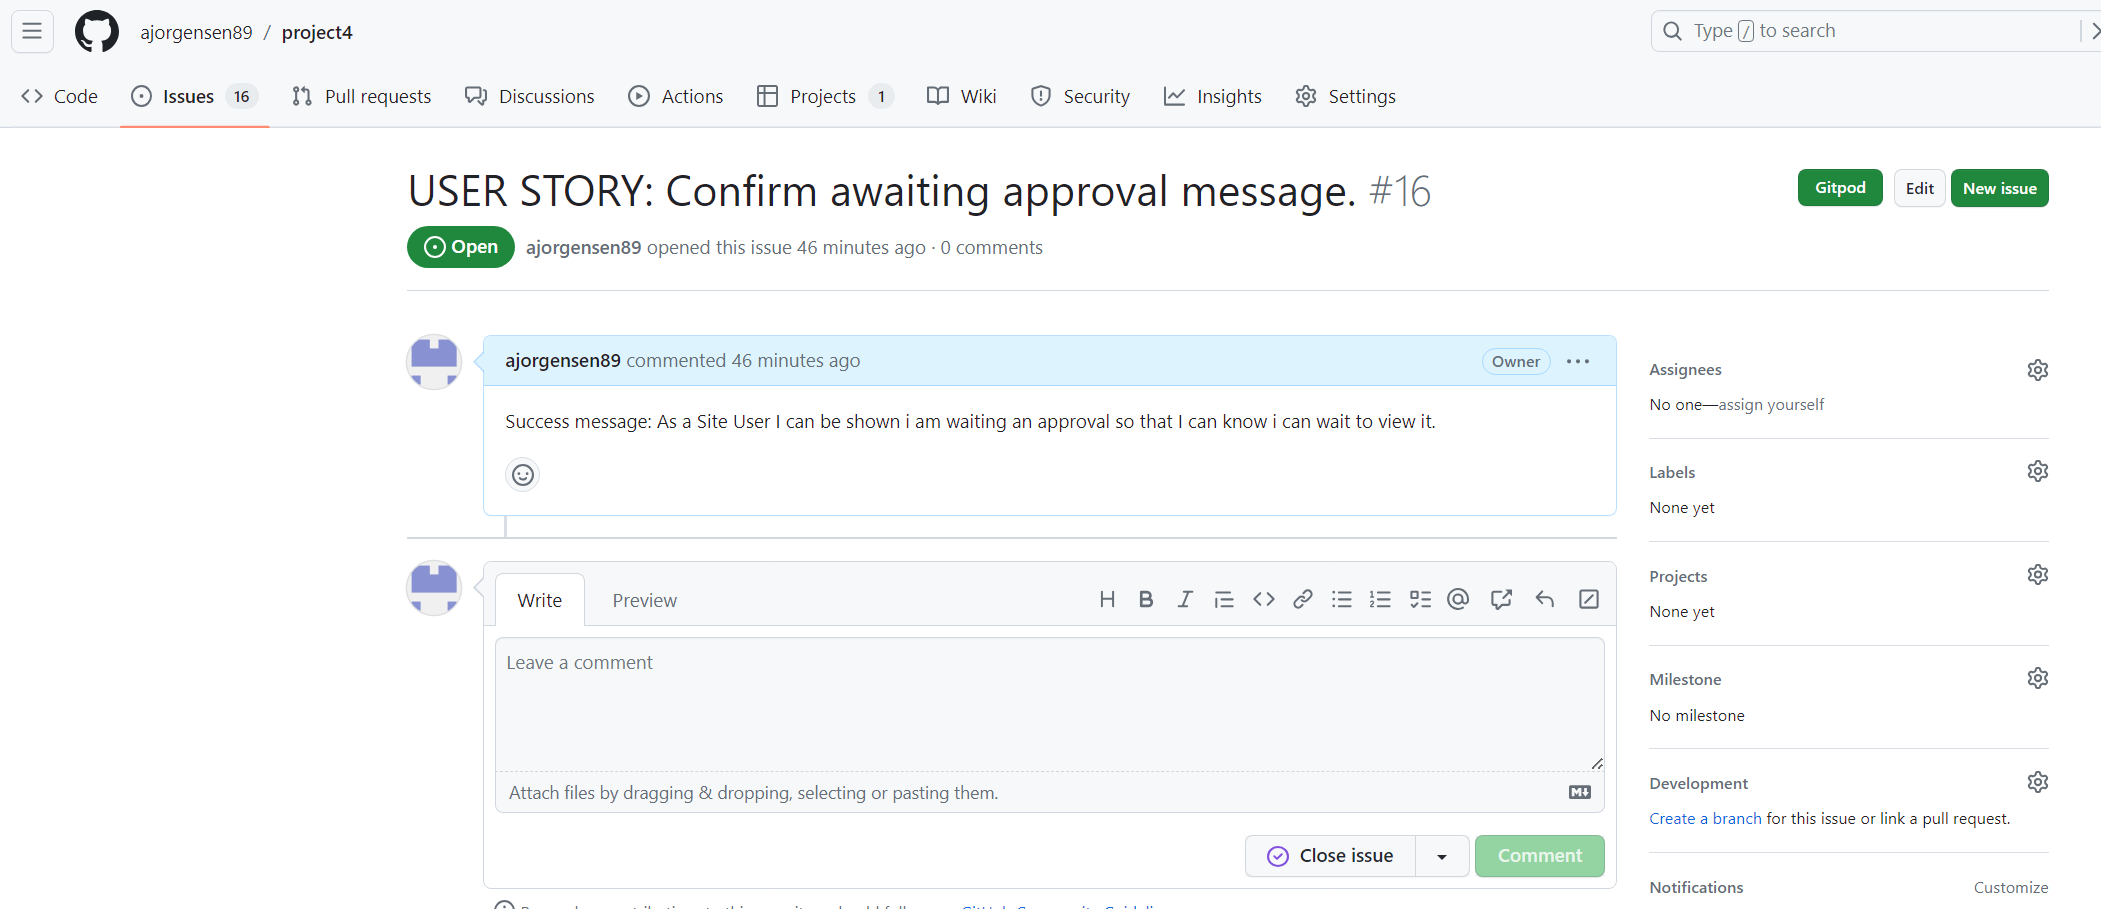 ajorgensen89 / project4
Type / to search
Code
Issues 16
Pull requests
Discussions
Actions
Projects 1
Wiki
Security
Insights
Settings
USER STORY: Confirm awaiting approval message. #16
Gitpod
Edit
New issue
Open
ajorgensen89 opened this issue 46 minutes ago · 0 comments
ajorgensen89 commented 46 minutes ago
Owner
Success message: As a Site User I can be shown i am waiting an approval so that I can know i can wait to view it.
Assignees
No one—assign yourself
Labels
None yet
Projects
None yet
Milestone
No milestone
Development
Create a branch for this issue or link a pull request.
Notifications
Customize
Write
Preview
Leave a comment
Attach files by dragging & dropping, selecting or pasting them.
Close issue
Comment